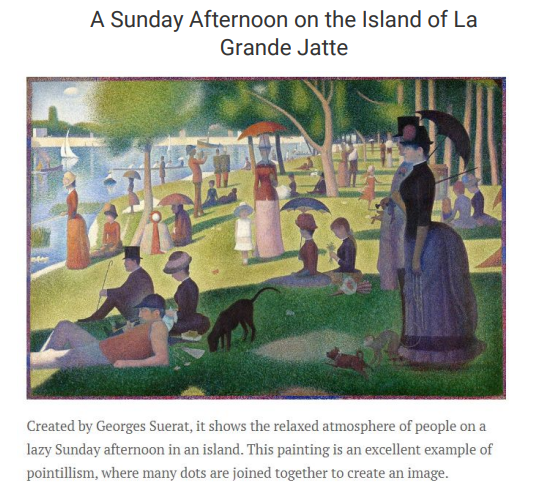 A Sunday Afternoon on the Island of La
Grande Jatte
Created by Georges Suerat, it shows the relaxed atmosphere of people on a
lazy Sunday afternoon in an island. This painting is an excellent example of
pointillism, where many dots are joined together to create an image.